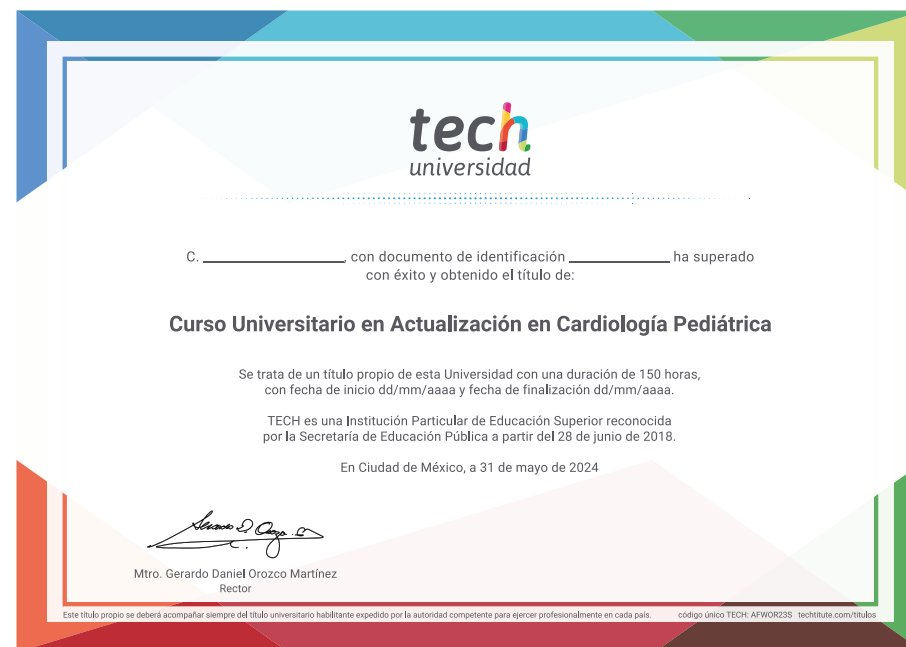 tech
universidad
C. ____________, con documento de identificación ____________ ha superado
con éxito y obtenido el título de:
Curso Universitario en Actualización en Cardiología Pediátrica
Se trata de un título propio de esta Universidad con una duración de 150 horas,
con fecha de inicio dd/mm/aaaa y fecha de finalización dd/mm/aaaa.
TECH es una Institución Particular de Educación Superior reconocida
por la Secretaría de Educación Pública a partir del 28 de junio de 2018.
En Ciudad de México, a 31 de mayo de 2024
Mtro. Gerardo Daniel Orozco Martínez
Rector
Este título propio se deberá acompañar siempre del título universitario habilitante expedido por la autoridad competente para ejercer profesionalmente en cada país. código único TECH: AFWOR23S techtitute.com/titulos